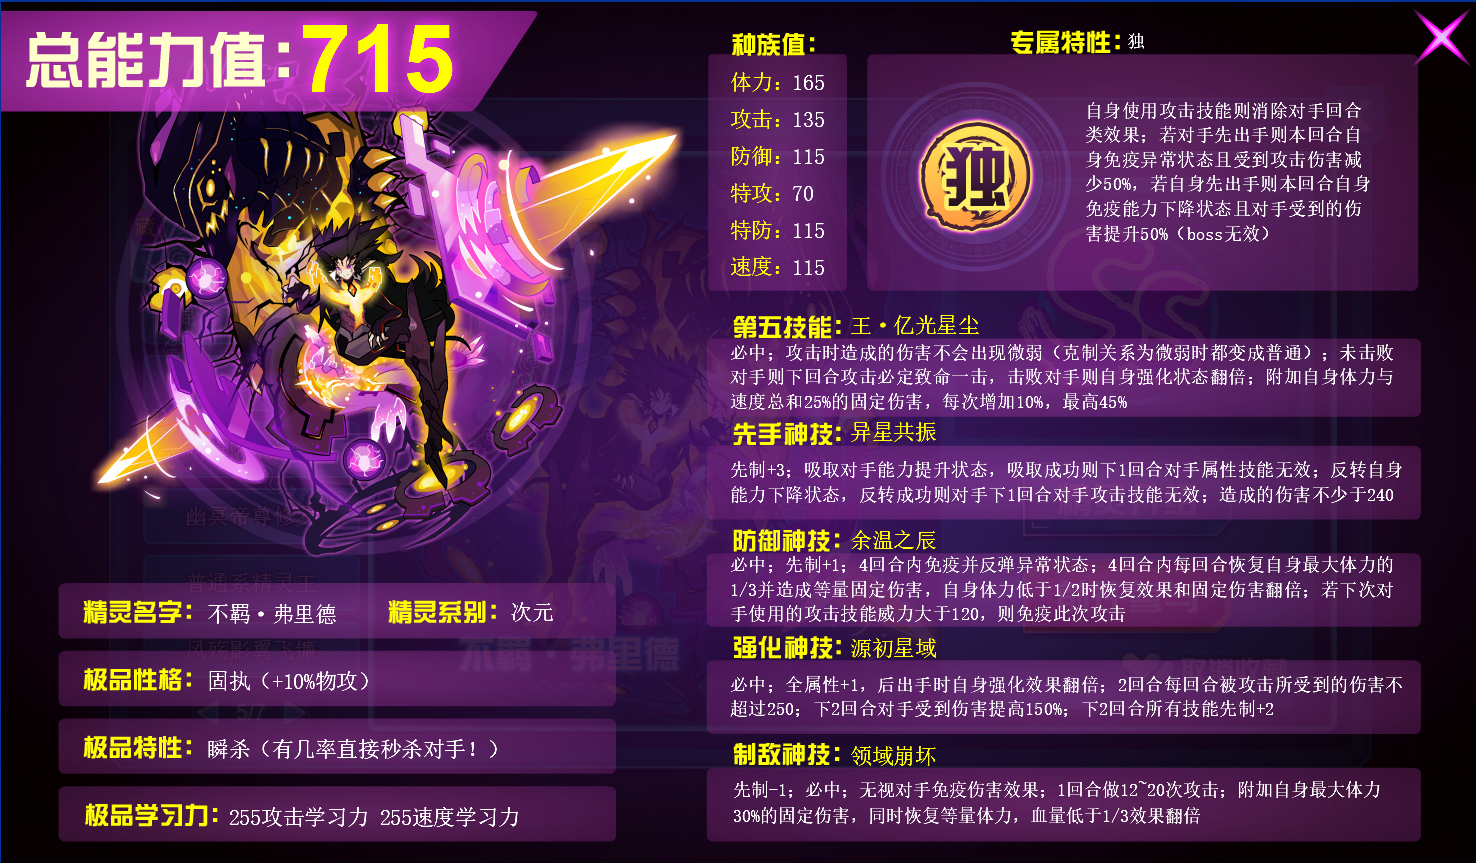 总能力值:715
种族值:
体力: 165
攻击: 135
防御: 115
特攻: 70
特防: 115
速度: 115
专属特性: 独
独
自身使用攻击技能则消除对手回合
类效果；若对手先出手则本回合自
身免疫异常状态且受到攻击伤害减
少50%，若自身先出手则本回合自身
免疫能力下降状态且对手受到的伤
害提升50%（boss无效）
第五技能: 王·亿光星尘
必中；攻击时造成的伤害不会出现微弱（克制关系为微弱时都变成普通）；未击败
对手则下回合攻击必定致命一击，击败对手则自身强化状态翻倍；附加自身体力与
速度总和25%的固定伤害，每次增加10%，最高45%
先手神技: 异星共振
先制+3；吸取对手能力提升状态，吸取成功则下1回合对手属性技能无效；反转自身
能力下降状态，反转成功则对手下1回合对手攻击技能无效；造成的伤害不少于240
防御神技: 余温之辰
必中；先制+1；4回合内免疫并反弹异常状态；4回合内每回合恢复自身最大体力的
1/3并造成等量固定伤害，自身体力低于1/2时恢复效果和固定伤害翻倍；若下次对
手使用的攻击技能威力大于120，则免疫此次攻击
强化神技: 源初星域
必中；全属性+1，后出手时自身强化效果翻倍；2回合每回合被攻击所受到的伤害不
超过250；下2回合对手受到伤害提高150%；下2回合所有技能先制+2
制敌神技: 领域崩坏
先制-1；必中；无视对手免疫伤害效果；1回合做12~20次攻击；附加自身最大体力
30%的固定伤害，同时恢复等量体力，血量低于1/3效果翻倍
幽冥帝尊修
普通系精灵王
精灵名字: 不羁·弗里德
精灵系别: 次元
风殇影翼飞镰
不羁·弗里德
取消收藏
极品性格: 固执（+10%物攻）
5/7
极品特性: 瞬杀（有几率直接秒杀对手！）
极品学习力: 255攻击学习力 255速度学习力